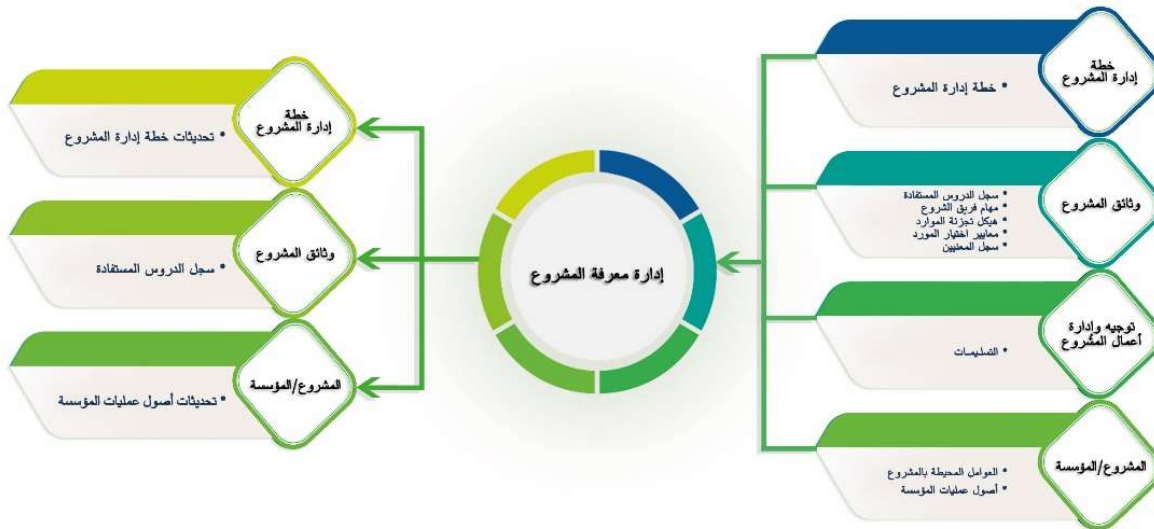 خطة
إدارة المشروع
• خطة إدارة المشروع
وثائق المشروع
• سجل الدروس المستفادة
• مهام فريق الشروع
• هيكل تجزئة الموارد
• معايير اختيار المورد
• سجل المعنيين
توجيه وإدارة
أعمال المشروع
• التسليمات
المشروع/المؤسسة
• العوامل المحيطة بالمشروع
• أصول عمليات المؤسسة
إدارة معرفة المشروع
خطة
إدارة المشروع
• تحديثات خطة إدارة المشروع
وثائق المشروع
• سجل الدروس المستفادة
المشروع/المؤسسة
• تحديثات أصول عمليات المؤسسة